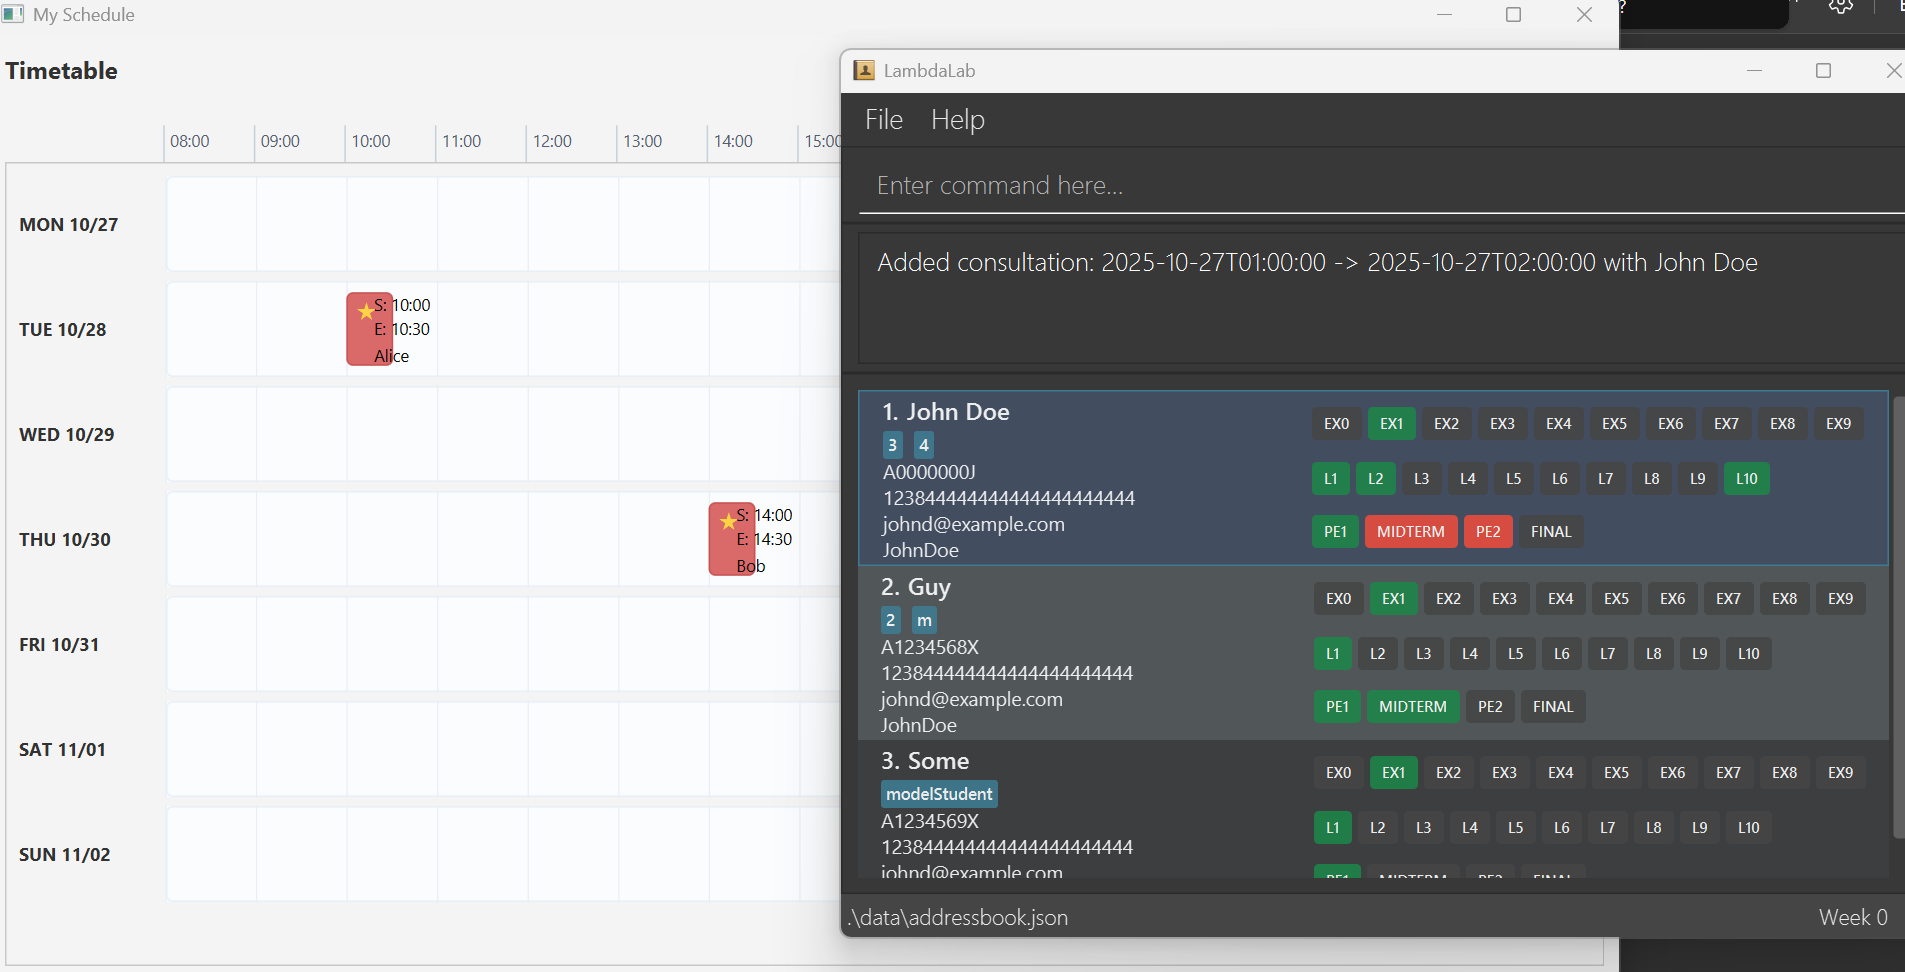 My Schedule
Timetable
08:00 09:00 10:00 11:00 12:00 13:00 14:00 15:00
MON 10/27
TUE 10/28
S: 10:00
E: 10:30
Alice
WED 10/29
THU 10/30
S: 14:00
E: 14:30
Bob
FRI 10/31
SAT 11/01
SUN 11/02
?
LambdaLab
File Help
Enter command here...
Added consultation: 2025-10-27T01:00:00 -> 2025-10-27T02:00:00 with John Doe
1. John Doe
3 4
A0000000J
1238444444444444444444444
johnd@example.com
JohnDoe
EX0 EX1 EX2 EX3 EX4 EX5 EX6 EX7 EX8 EX9
L1 L2 L3 L4 L5 L6 L7 L8 L9 L10
PE1 MIDTERM PE2 FINAL
2. Guy
2 m
A1234568X
1238444444444444444444444
johnd@example.com
JohnDoe
EX0 EX1 EX2 EX3 EX4 EX5 EX6 EX7 EX8 EX9
L1 L2 L3 L4 L5 L6 L7 L8 L9 L10
PE1 MIDTERM PE2 FINAL
3. Some
modelStudent
A1234569X
1238444444444444444444444
johnd@example.com
EX0 EX1 EX2 EX3 EX4 EX5 EX6 EX7 EX8 EX9
L1 L2 L3 L4 L5 L6 L7 L8 L9 L10
PE1 MIDTERM PE2 FINAL
.\data\addressbook.json
Week 0